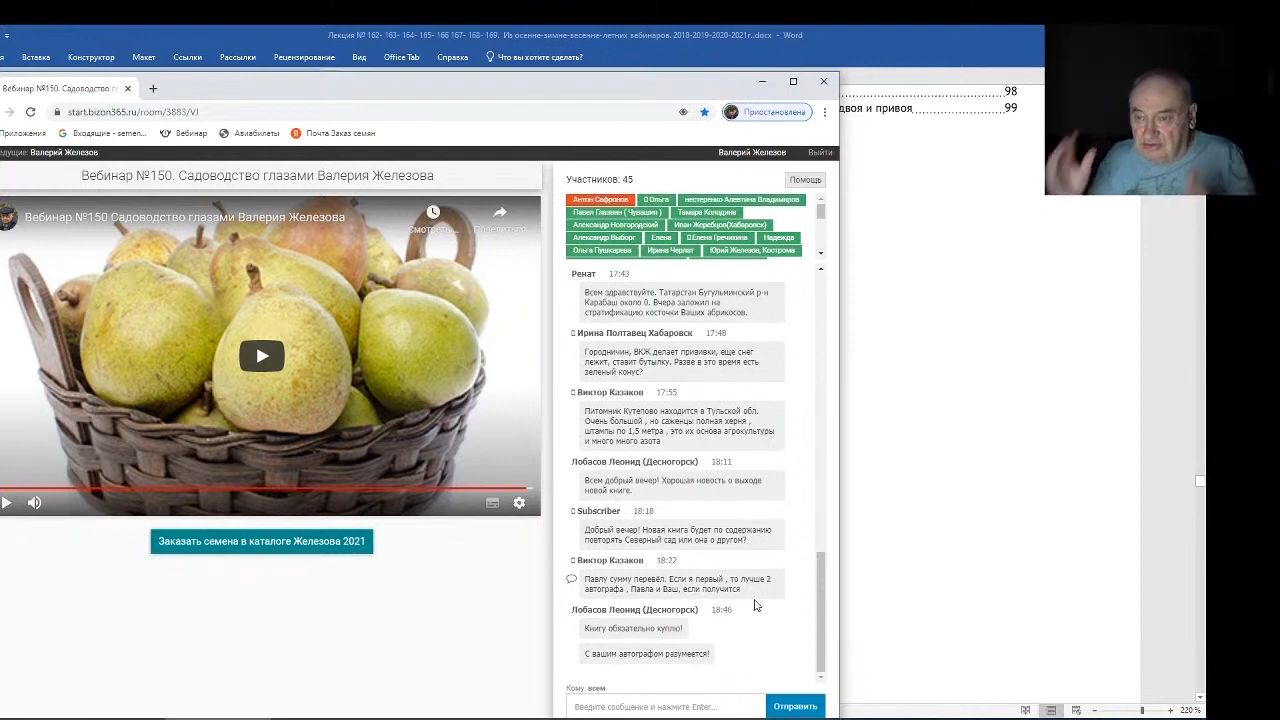 Лекция № 162- 163- 164- 165- 166 167- 168- 169. Из осенне-зимне-весенне-летних вебинаров. 2018-2019-2020-2021г..docx - Word
Вставка Конструктор Макет Ссылки Рассылки Рецензирование Вид Office Tab Справка Что вы хотите сделать?
Вебинар №150. Садоводство гл
98
двоя и привоя 99
start.bizon365.ru/room/3883/VJ
Приостановлена
Приложения Входящие - semen... Вебинар Авиабилеты Почта Заказ семян
едущие: Валерий Железов
Валерий Железов Выйти
Вебинар №150. Садоводство глазами Валерия Железова
Вебинар №150 Садоводство глазами Валерия Железова
Смотреть ... Поделиться
Заказать семена в каталоге Железова 2021
Участников: 45
Помощь
Антон Сафронов Ольга нестеренко Алевтина Владимиров
Павел Глазвин ( Чувашия ) Тамара Колодина
Александр Новгородский Иван Жеребцов(Хабаровск)
Александр Выборг Елена Елена Гречихина Надежда
Ольга Пушкарева Ирина Черлат Юрий Железов, Кострома
Ренат 17:43
Всем здравствуйте. Татарстан Бугульминский р-н
Карабаш около 0. Вчера заложил на
стратификацию косточки Ваших абрикосов.
Ирина Полтавец Хабаровск 17:48
Городничин, ВКЖ делает прививки, еще снег
лежит, ставит бутылку. Разве в это время есть
зеленый конус?
Виктор Казаков 17:55
Питомник Кутепово находится в Тульской обл.
Очень большой , но саженцы полная херня ,
штампы по 1,5 метра , это их основа агрокультуры
и много много азота
Лобасов Леонид (Десногорск) 18:11
Всем добрый вечер! Хорошая новость о выходе
новой книге.
Subscriber 18:18
Добрый вечер! Новая книга будет по содержанию
повторять Северный сад или она о другом?
Виктор Казаков 18:22
Павлу сумму перевёл. Если я первый , то лучше 2
автографа , Павла и Ваш, если получится
Лобасов Леонид (Десногорск) 18:46
Книгу обязательно куплю!
С вашим автографом разумеется!
Кому: всем
Введите сообщение и нажмите Enter...
Отправить
220 %